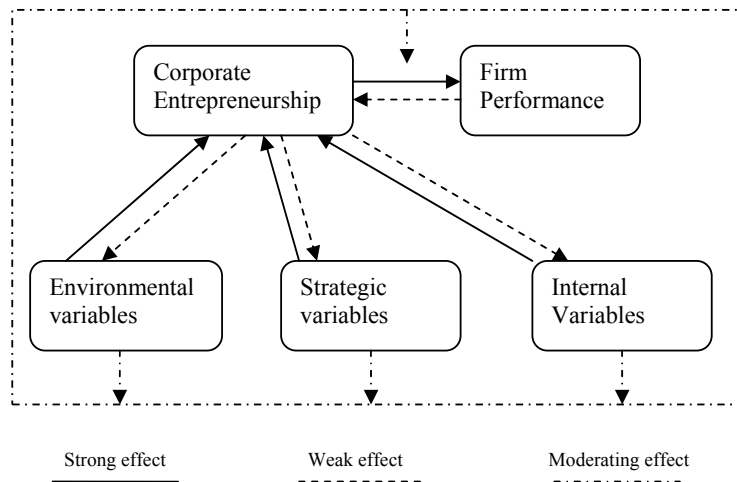 Corporate
Entrepreneurship
Firm
Performance
Environmental
variables
Strategic
variables
Internal
Variables
Strong effect
Weak effect
Moderating effect